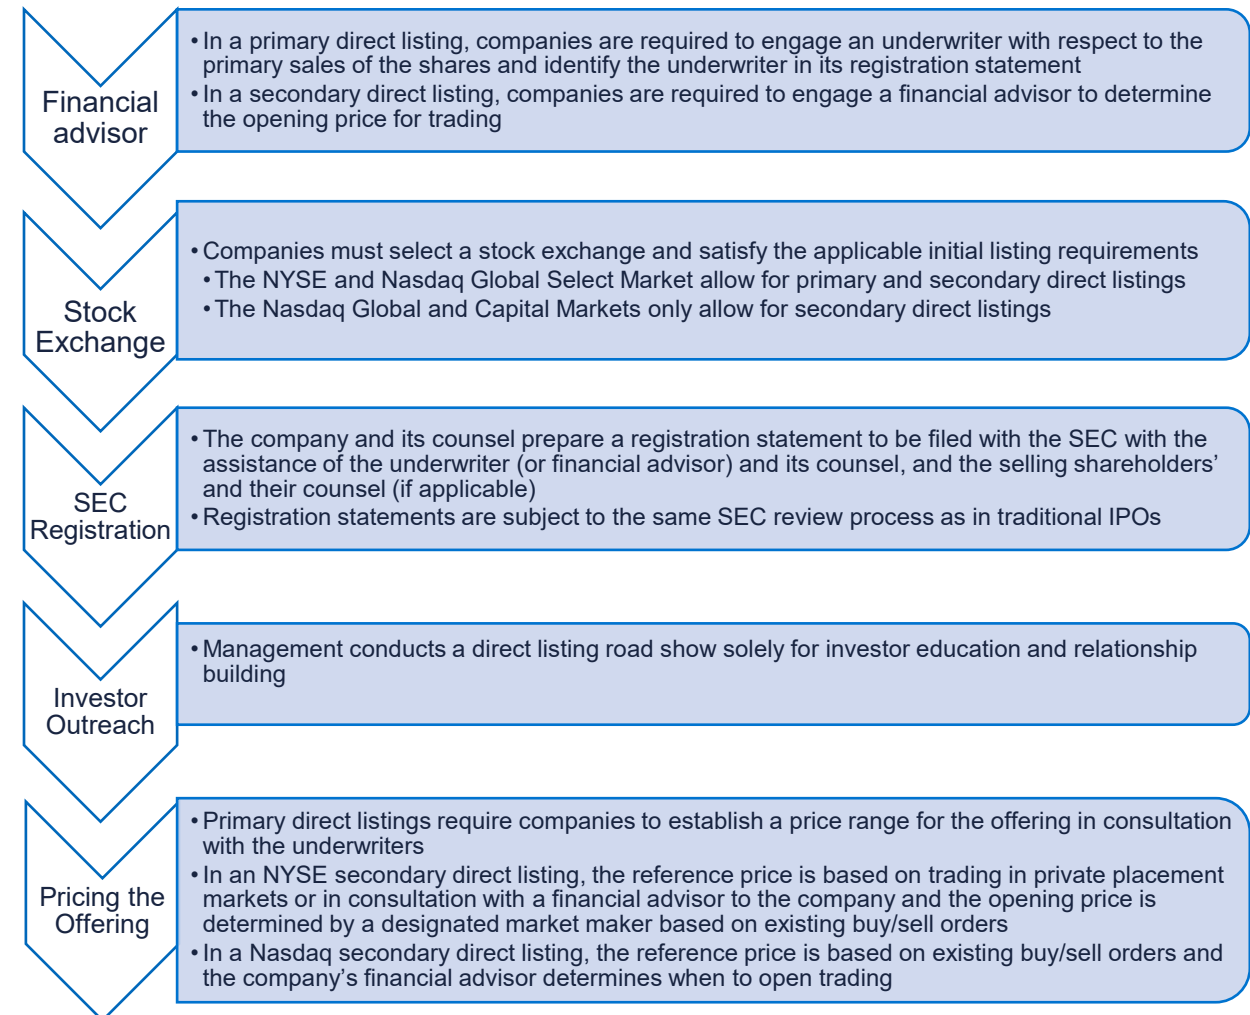 Financial
advisor
• In a primary direct listing, companies are required to engage an underwriter with respect to the
primary sales of the shares and identify the underwriter in its registration statement
• In a secondary direct listing, companies are required to engage a financial advisor to determine
the opening price for trading
Stock
Exchange
• Companies must select a stock exchange and satisfy the applicable initial listing requirements
• The NYSE and Nasdaq Global Select Market allow for primary and secondary direct listings
• The Nasdaq Global and Capital Markets only allow for secondary direct listings
SEC
Registration
• The company and its counsel prepare a registration statement to be filed with the SEC with the
assistance of the underwriter (or financial advisor) and its counsel, and the selling shareholders’
and their counsel (if applicable)
• Registration statements are subject to the same SEC review process as in traditional IPOs
Investor
Outreach
• Management conducts a direct listing road show solely for investor education and relationship
building
Pricing the
Offering
• Primary direct listings require companies to establish a price range for the offering in consultation
with the underwriters
• In an NYSE secondary direct listing, the reference price is based on trading in private placement
markets or in consultation with a financial advisor to the company and the opening price is
determined by a designated market maker based on existing buy/sell orders
• In a Nasdaq secondary direct listing, the reference price is based on existing buy/sell orders and
the company’s financial advisor determines when to open trading